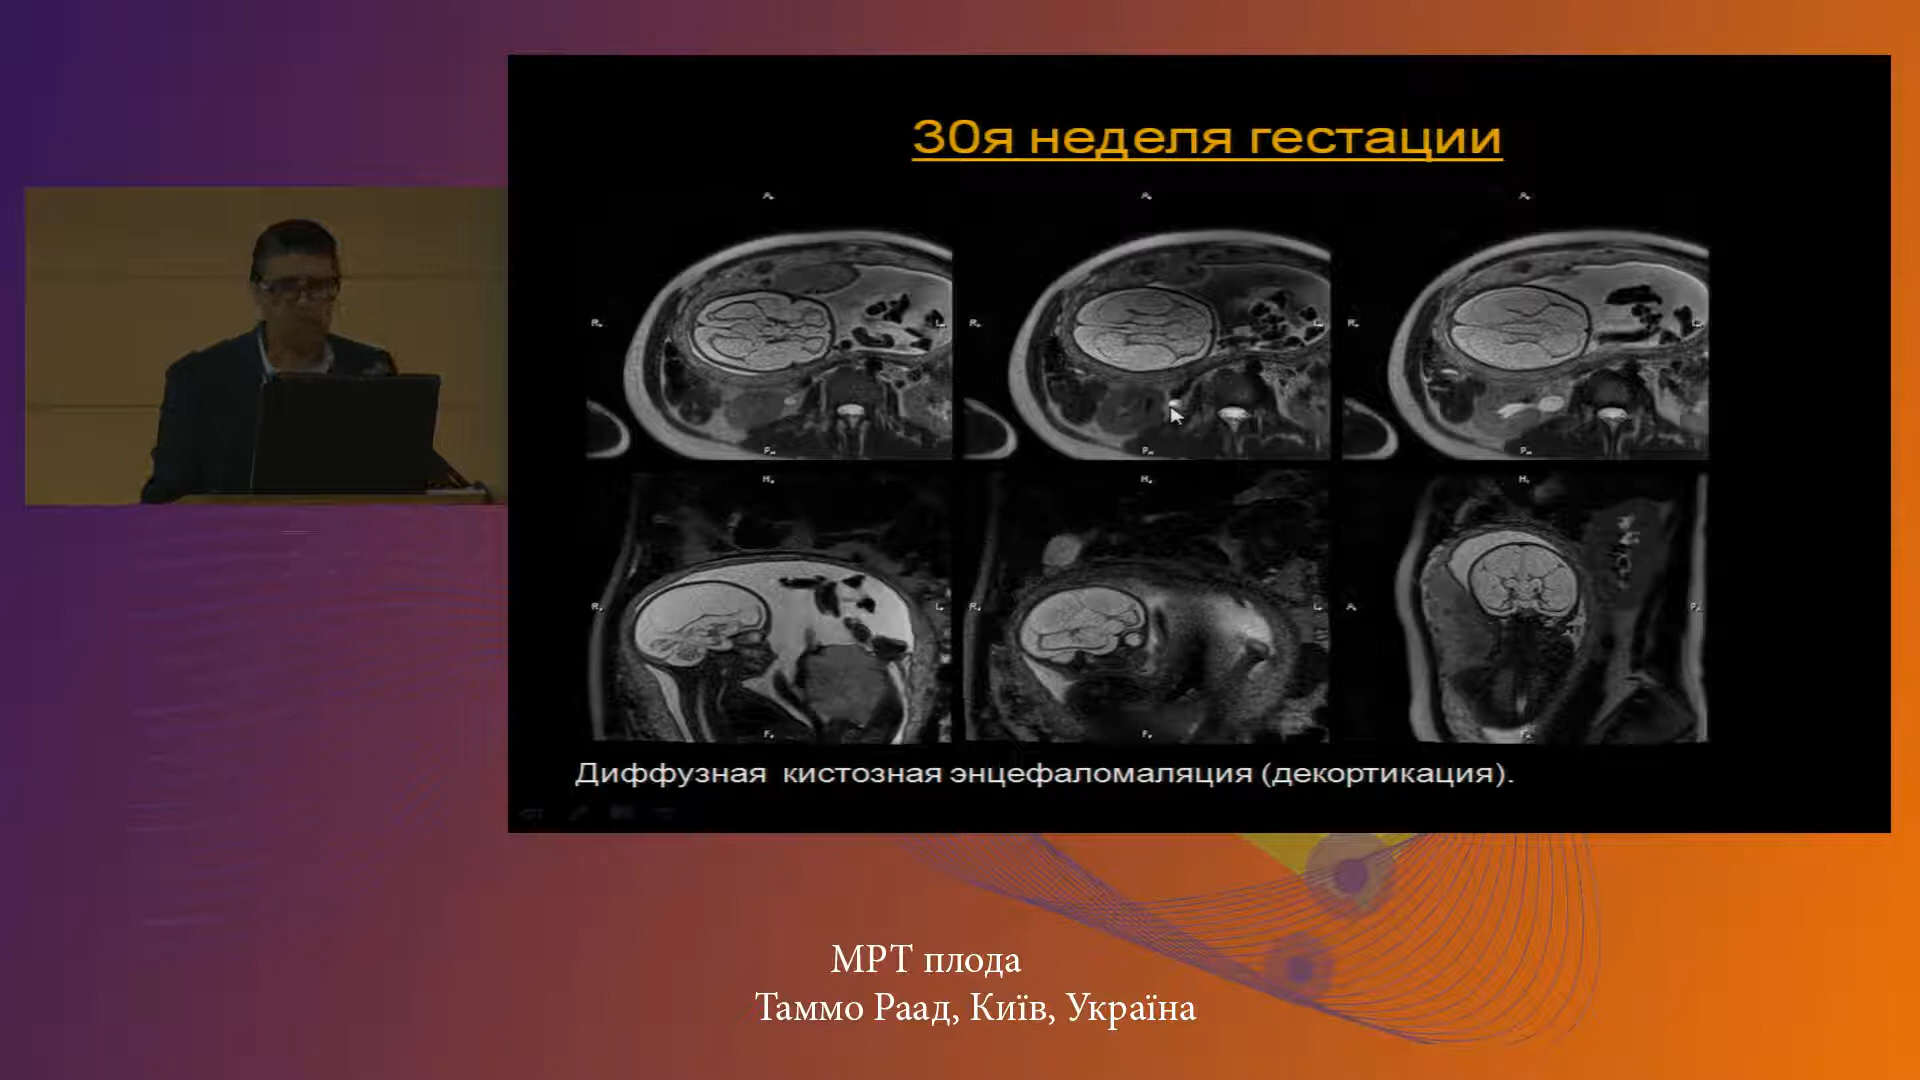 30я неделя гестации
Диффузная кистозная энцефаломаляция (декортикация).
МРТ плода
Таммо Раад, Київ, Україна